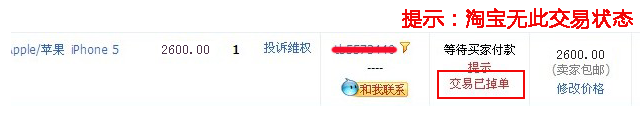 提示：淘宝无此交易状态
Apple/苹果 iPhone 5 2600.00 1 投诉维权
----
和我联系
等待买家付款
提示
交易已掉单
2600.00
(卖家包邮)
修改价格